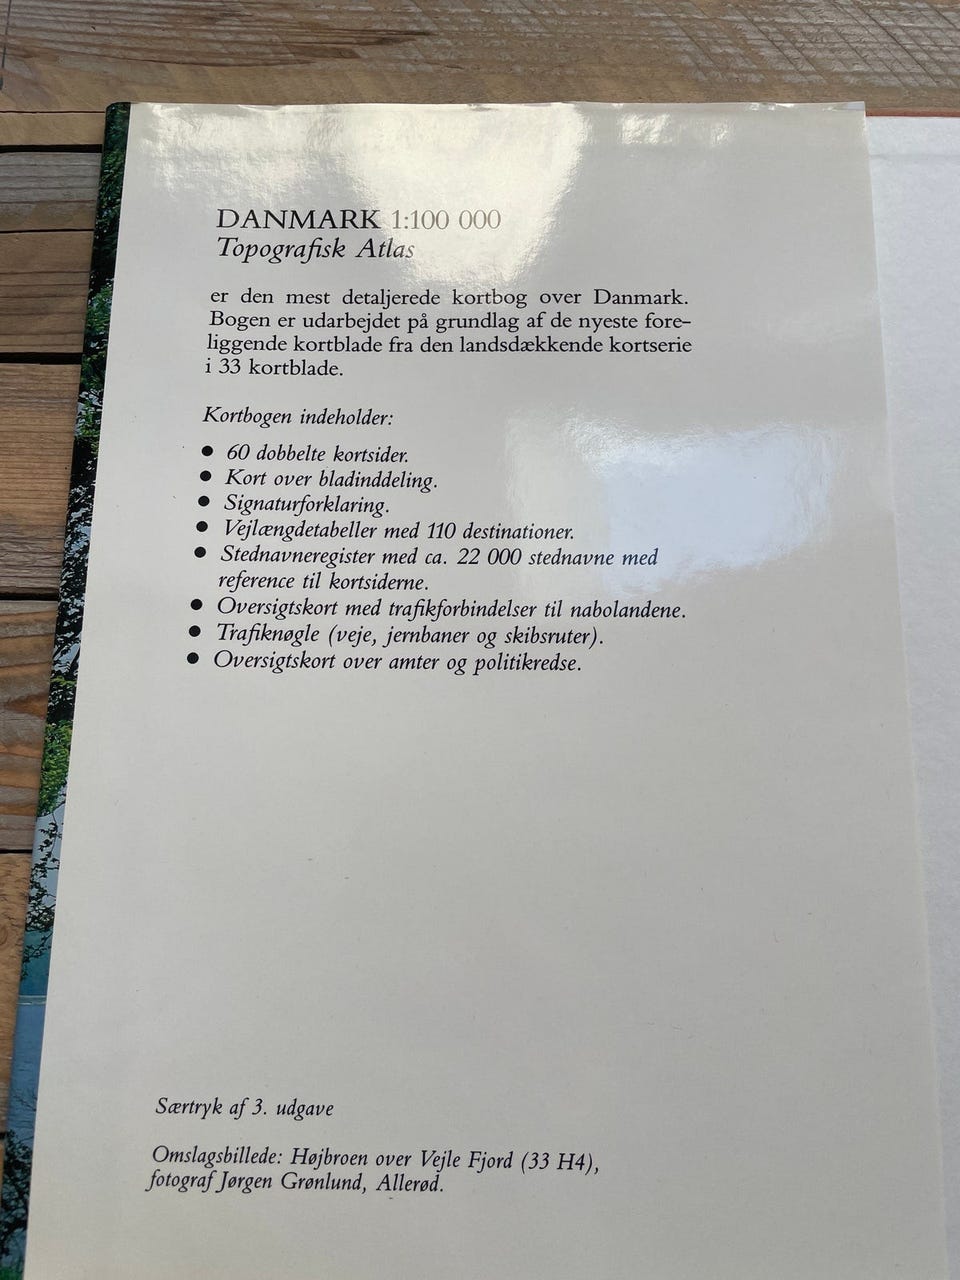 DANMARK 1:100 000
Topografisk Atlas
er den mest detaljerede kortbog over Danmark.
Bogen er udarbejdet på grundlag af de nyeste fore-
liggende kortblade fra den landsdækkende kortserie
i 33 kortblade.
Kortbogen indeholder:
● 60 dobbelte kortsider.
● Kort over bladinddeling.
● Signaturforklaring.
● Vejlængdetabeller med 110 destinationer.
● Stednavneregister med ca. 22 000 stednavne med
reference til kortsiderne.
● Oversigtskort med trafikforbindelser til nabolandene.
● Trafiknøgle (veje, jernbaner og skibsruter).
● Oversigtskort over amter og politikredse.
Særtryk af 3. udgave
Omslagsbillede: Højbroen over Vejle Fjord (33 H4),
fotograf Jørgen Grønlund, Allerød.